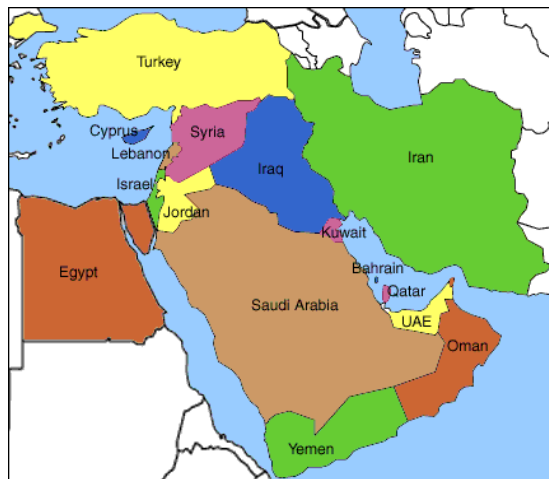 Turkey
Cyprus
Syria
Lebanon
Iraq
Iran
Israel
Jordan
Kuwait
Egypt
Bahrain
Qatar
Saudi Arabia
UAE
Oman
Yemen